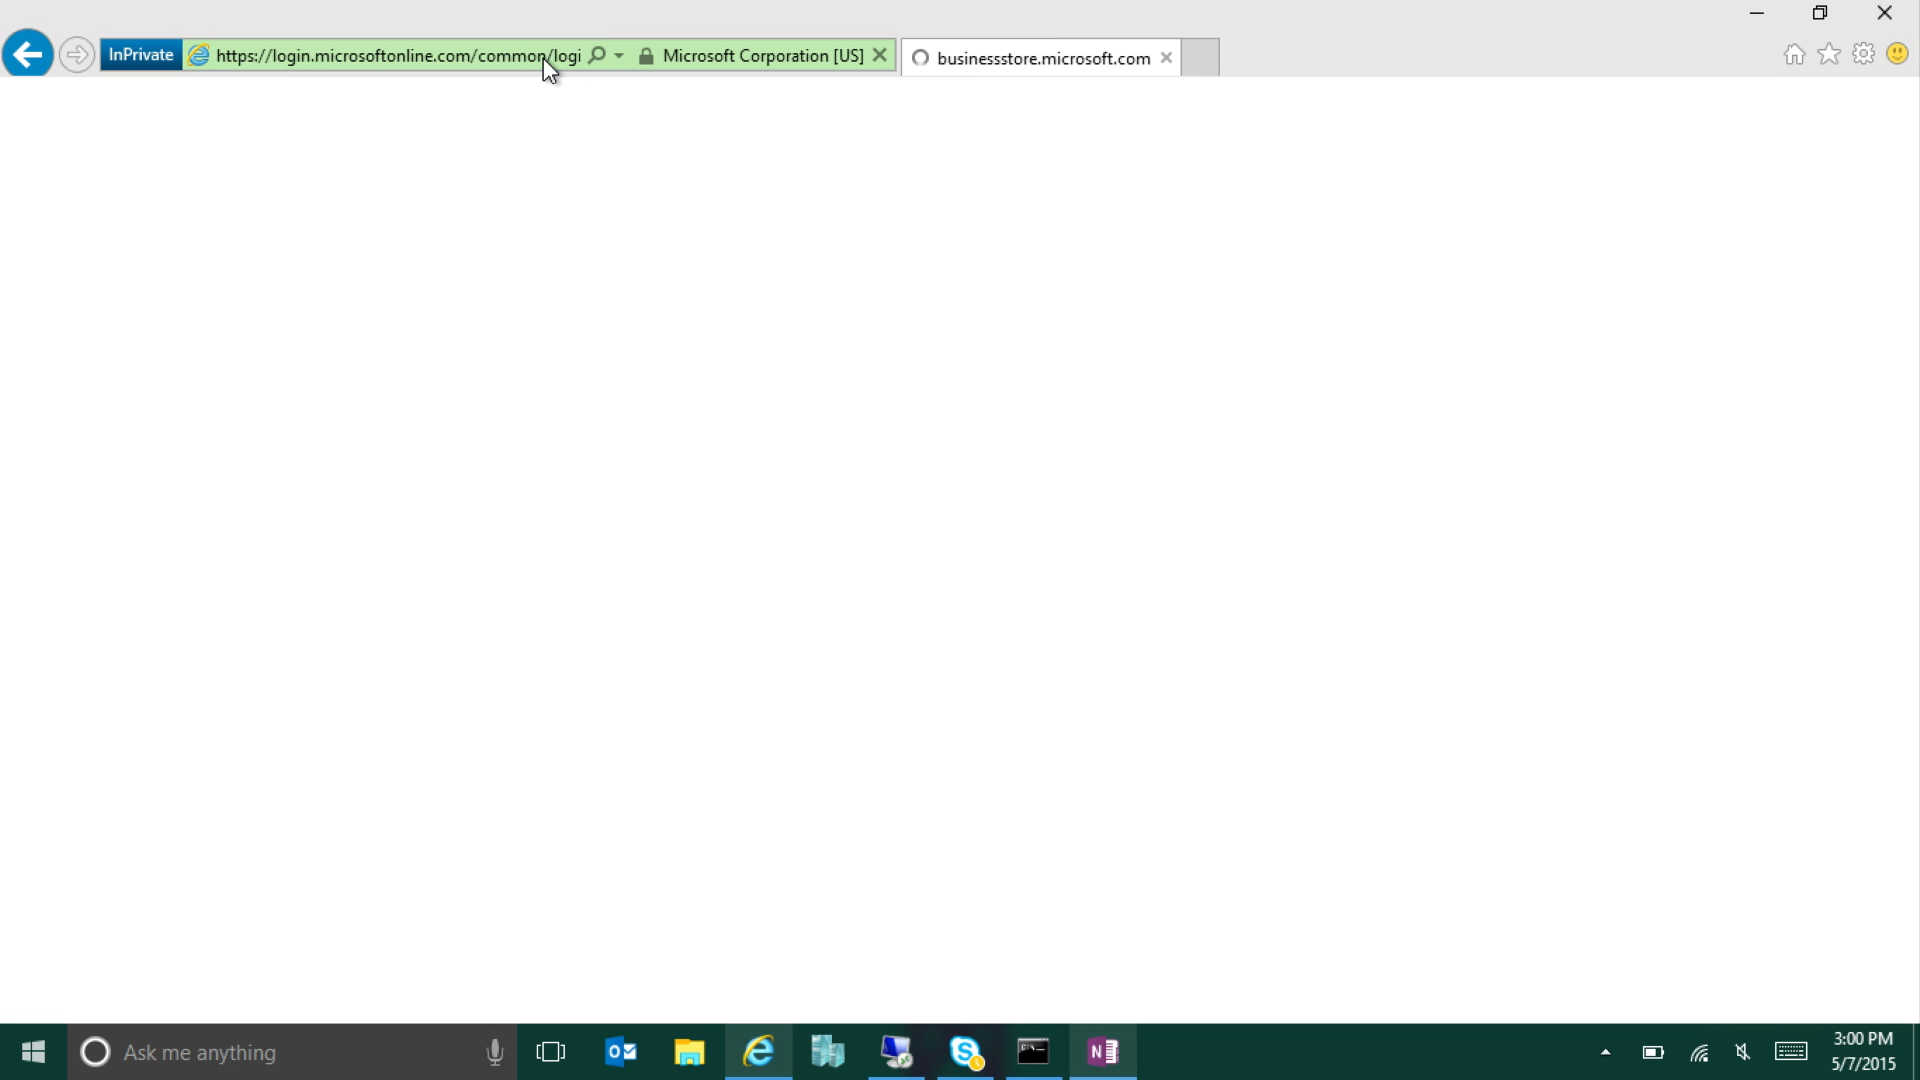 InPrivate
https://login.microsoftonline.com/common/logi
Microsoft Corporation [US]
businessstore.microsoft.com
Ask me anything
3:00 PM
5/7/2015